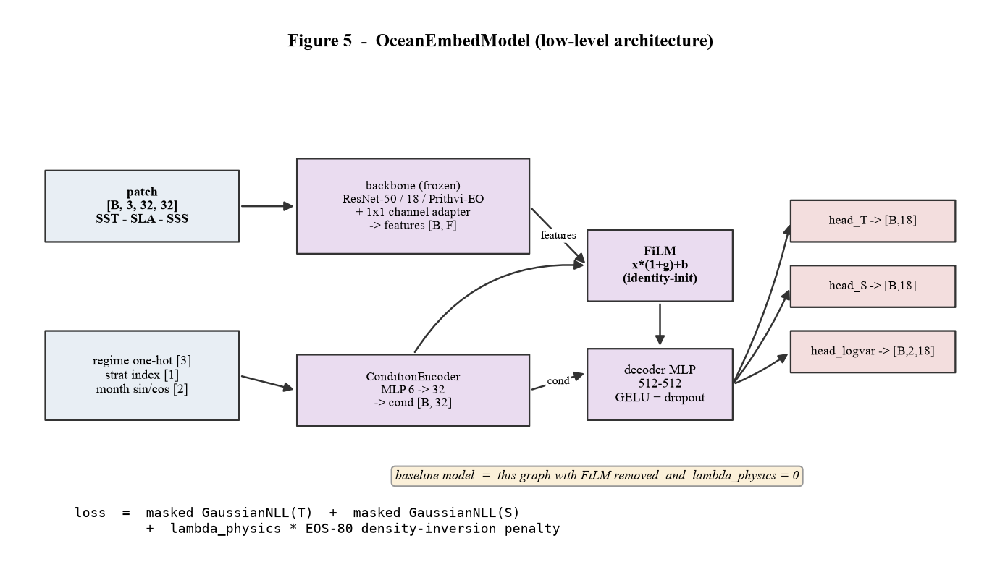 Figure 5 - OceanEmbedModel (low-level architecture)
patch
[B, 3, 32, 32]
SST - SLA - SSS
backbone (frozen)
ResNet-50 / 18 / Prithvi-EO
+ 1x1 channel adapter
-> features [B, F]
features
FiLM
x*(1+g)+b
(identity-init)
head_T -> [B,18]
head_S -> [B,18]
head_logvar -> [B,2,18]
regime one-hot [3]
strat index [1]
month sin/cos [2]
ConditionEncoder
MLP 6 -> 32
-> cond [B, 32]
cond
decoder MLP
512-512
GELU + dropout
baseline model = this graph with FiLM removed and lambda_physics = 0
loss = masked GaussianNLL(T) + masked GaussianNLL(S)
+ lambda_physics * EOS-80 density-inversion penalty